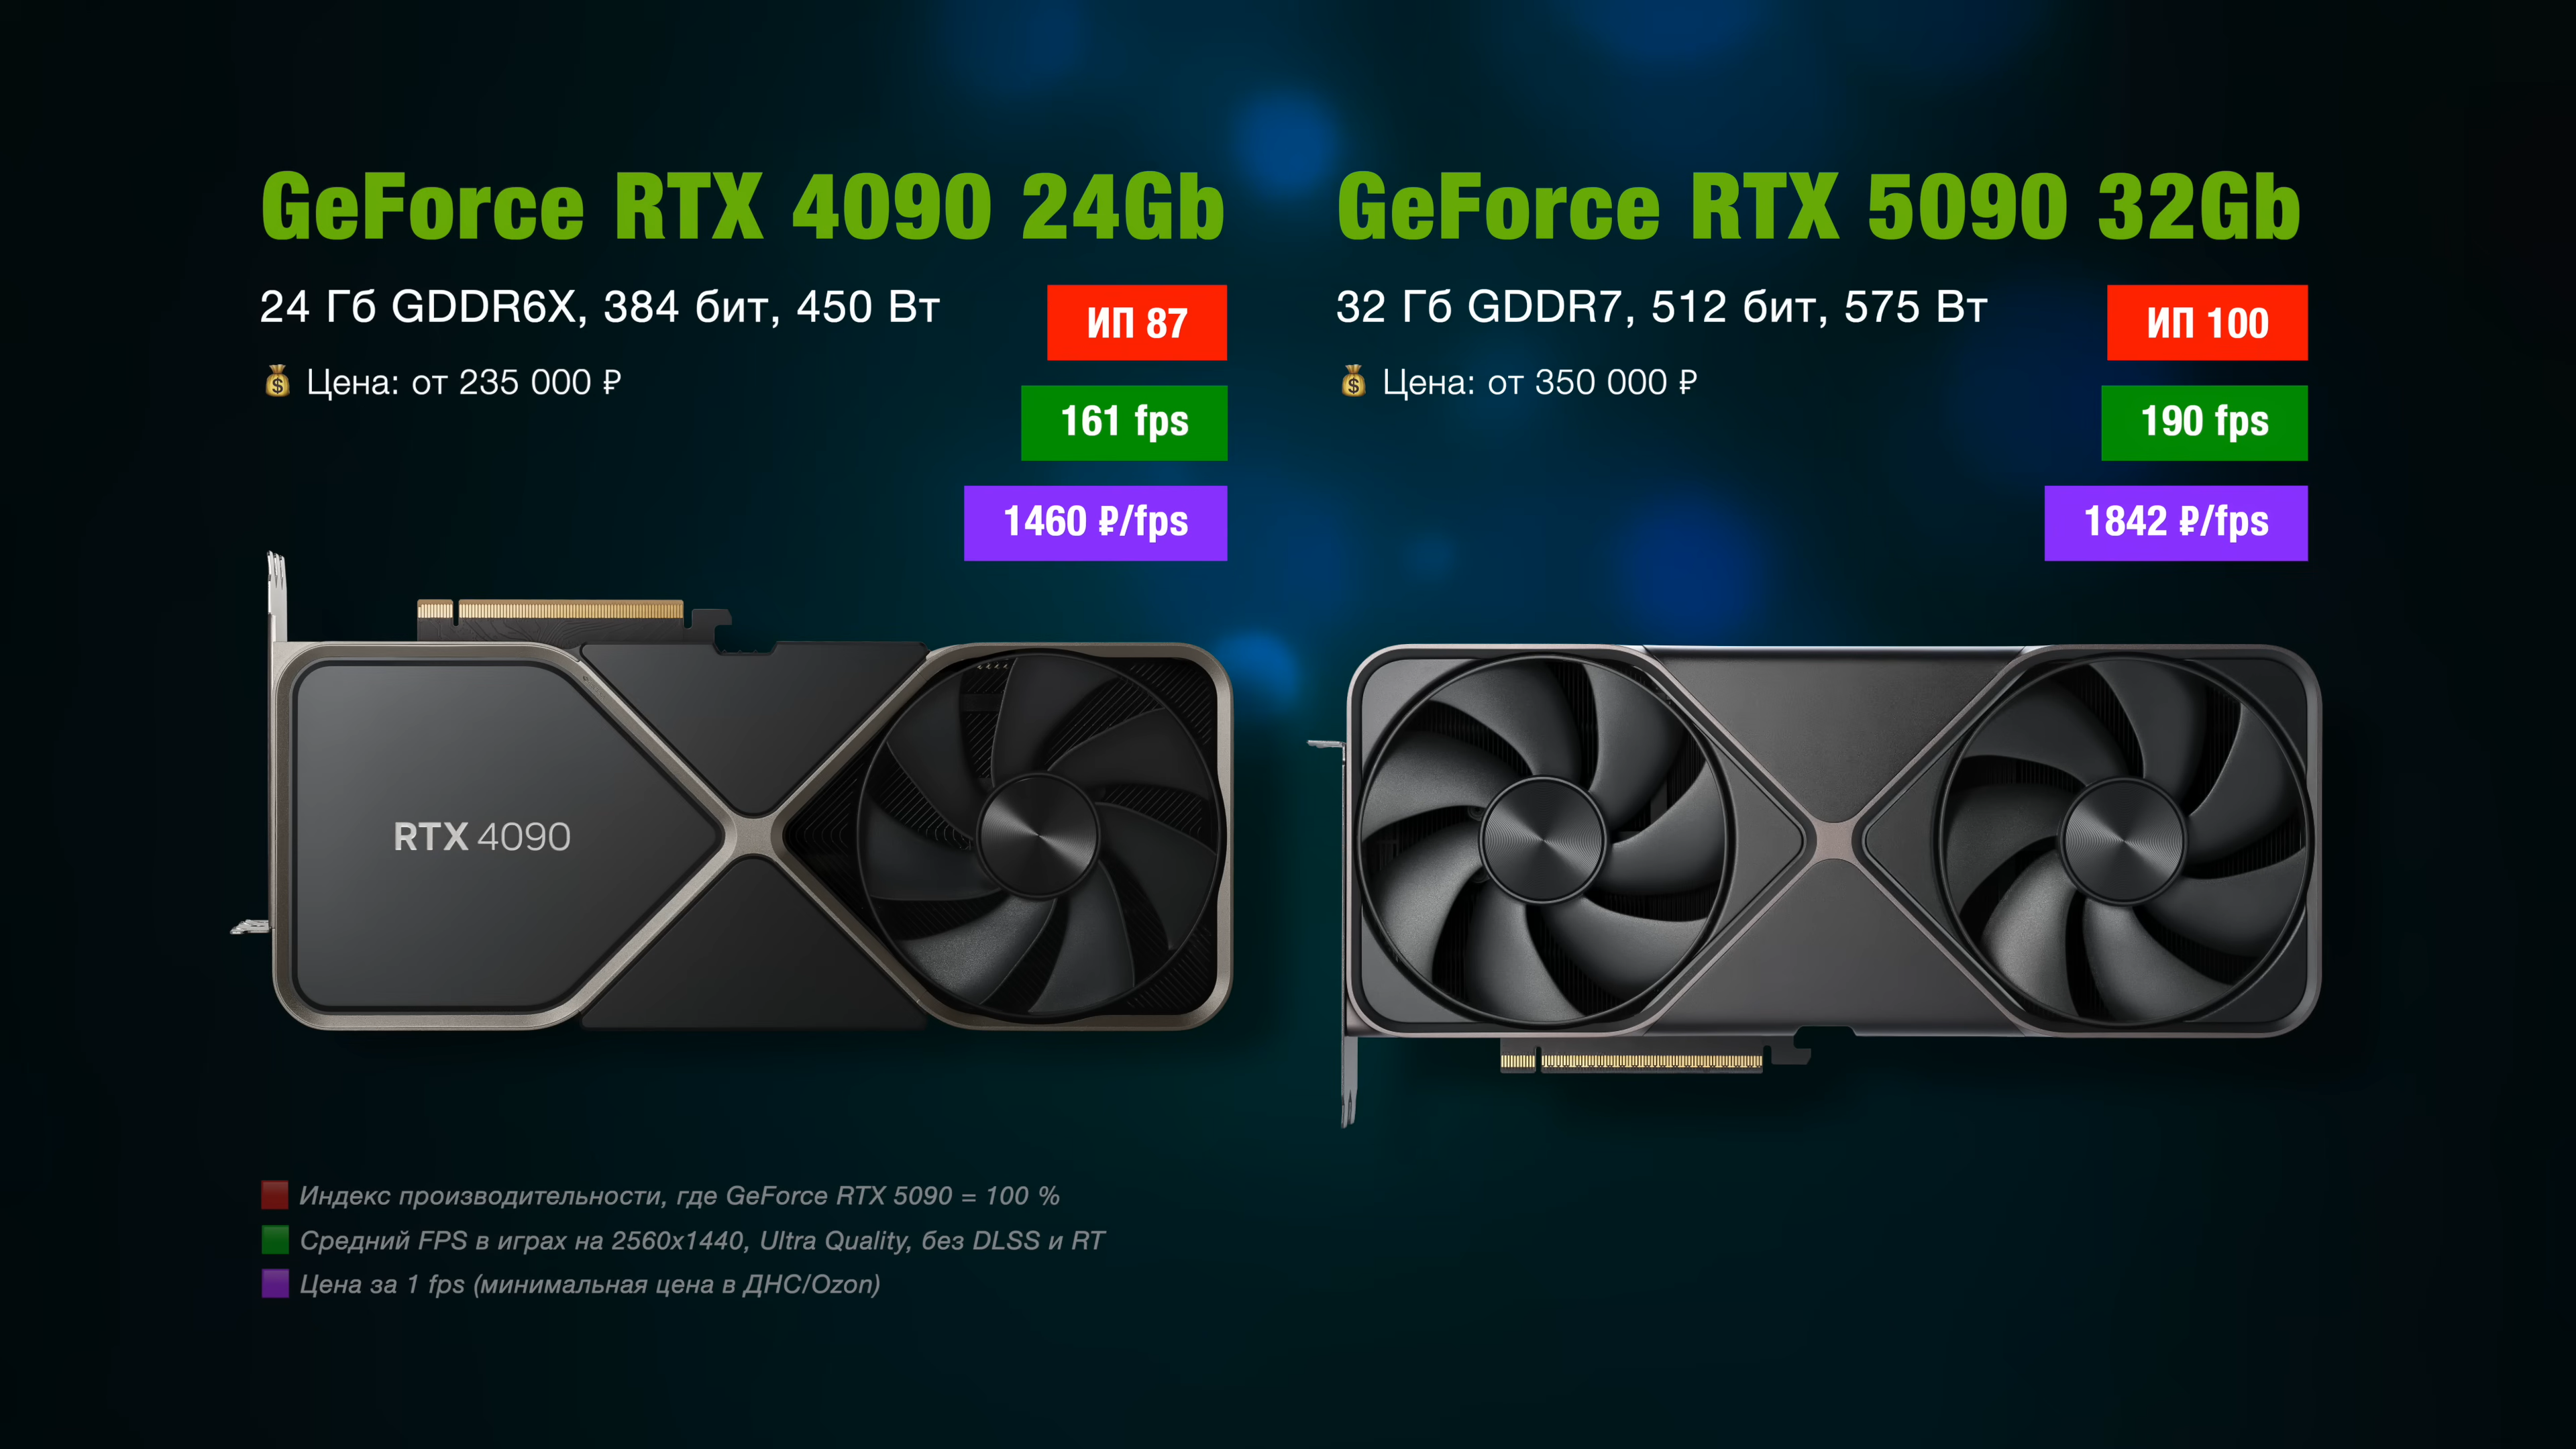 GeForce RTX 4090 24Gb
24 Гб GDDR6X, 384 бит, 450 Вт
💰 Цена: от 235 000 ₽
ИП 87
161 fps
1460 ₽/fps
RTX 4090
GeForce RTX 5090 32Gb
32 Гб GDDR7, 512 бит, 575 Вт
💰 Цена: от 350 000 ₽
ИП 100
190 fps
1842 ₽/fps
Индекс производительности, где GeForce RTX 5090 = 100 %
Средний FPS в играх на 2560x1440, Ultra Quality, без DLSS и RT
Цена за 1 fps (минимальная цена в ДНС/Ozon)